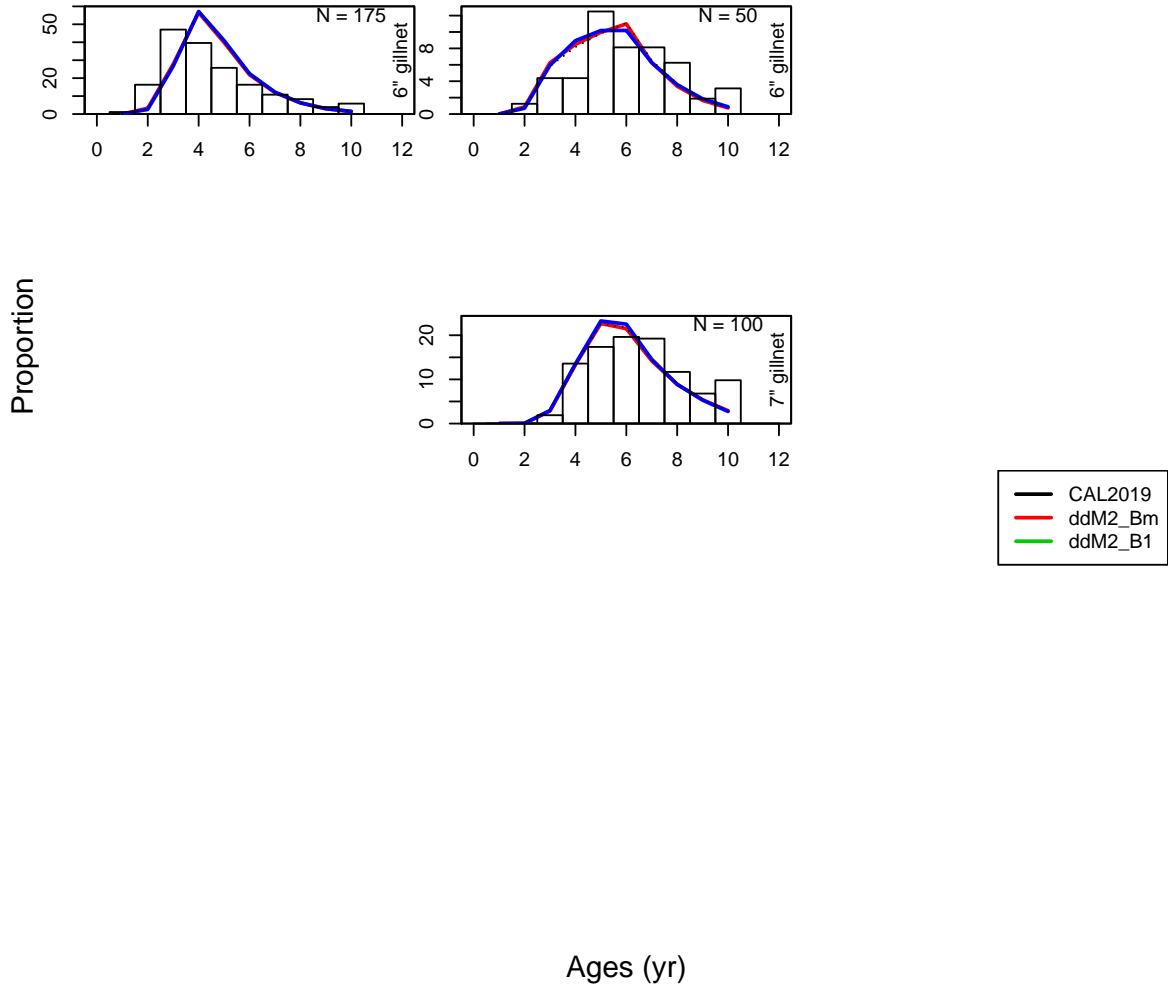 N = 175
6" gillnet
0
20
50
0 2 4 6 8 10 12
N = 50
6" gillnet
0
4
8
0 2 4 6 8 10 12
Proportion
N = 100
7" gillnet
0
10
20
0 2 4 6 8 10 12
CAL2019
ddM2_Bm
ddM2_B1
Ages (yr)